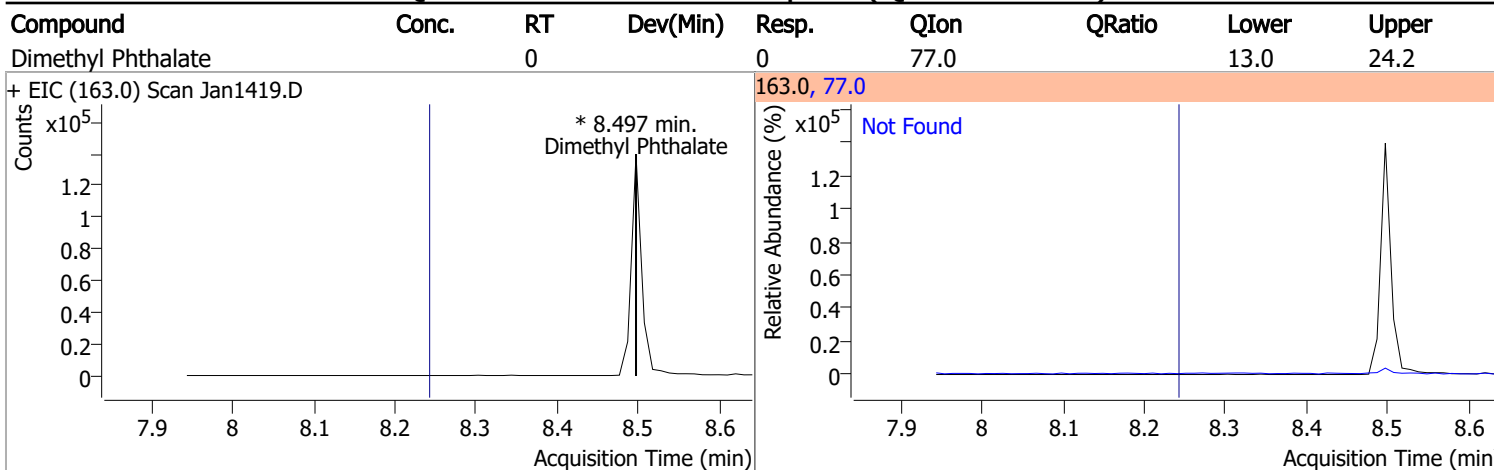 Compound Conc. RT Dev(Min) Resp. QIon QRatio Lower Upper
Dimethyl Phthalate 0 0 77.0 13.0 24.2
+ EIC (163.0) Scan Jan1419.D
Counts
x10^5
* 8.497 min.
Dimethyl Phthalate
1.2
1
0.8
0.6
0.4
0.2
0
7.9 8 8.1 8.2 8.3 8.4 8.5 8.6
Acquisition Time (min)
163.0, 77.0
Relative Abundance (%)
x10^5
Not Found
1.2
1
0.8
0.6
0.4
0.2
0
7.9 8 8.1 8.2 8.3 8.4 8.5 8.6
Acquisition Time (min